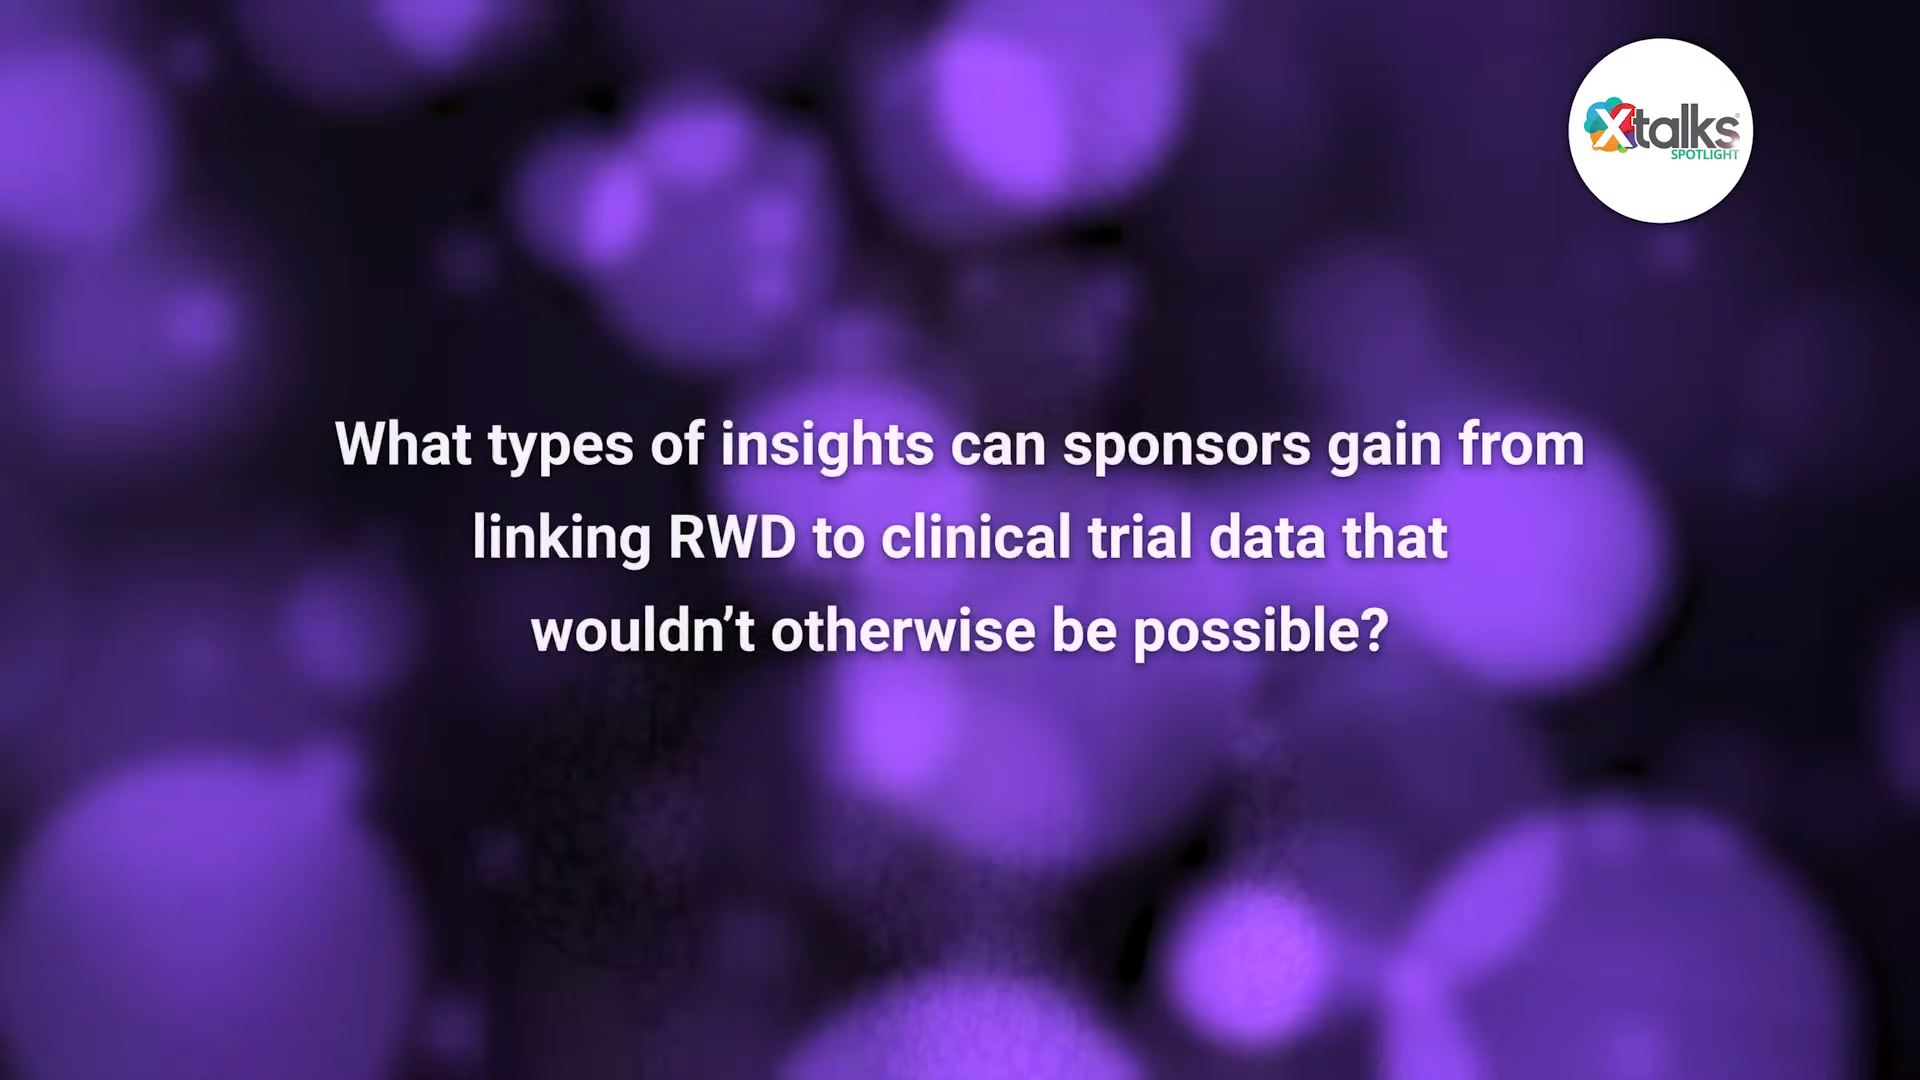 Xtalks
SPOTLIGHT
What types of insights can sponsors gain from
linking RWD to clinical trial data that
wouldn’t otherwise be possible?